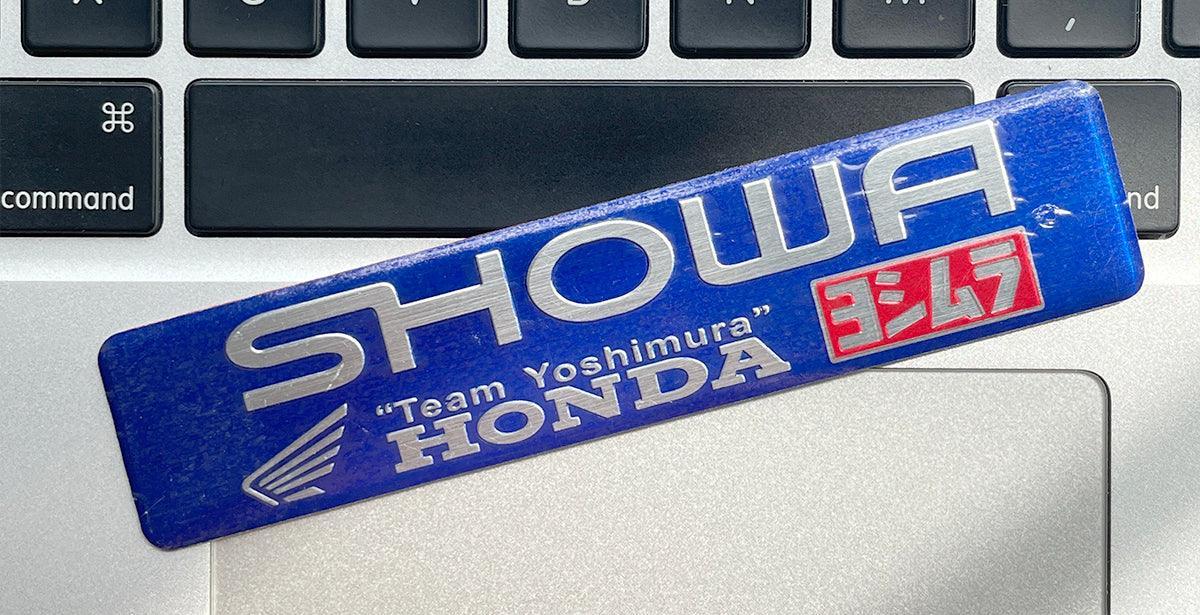 ⌘
command
SHOWA
"Team Yoshimura"
HONDA
ヨシムラ
nd